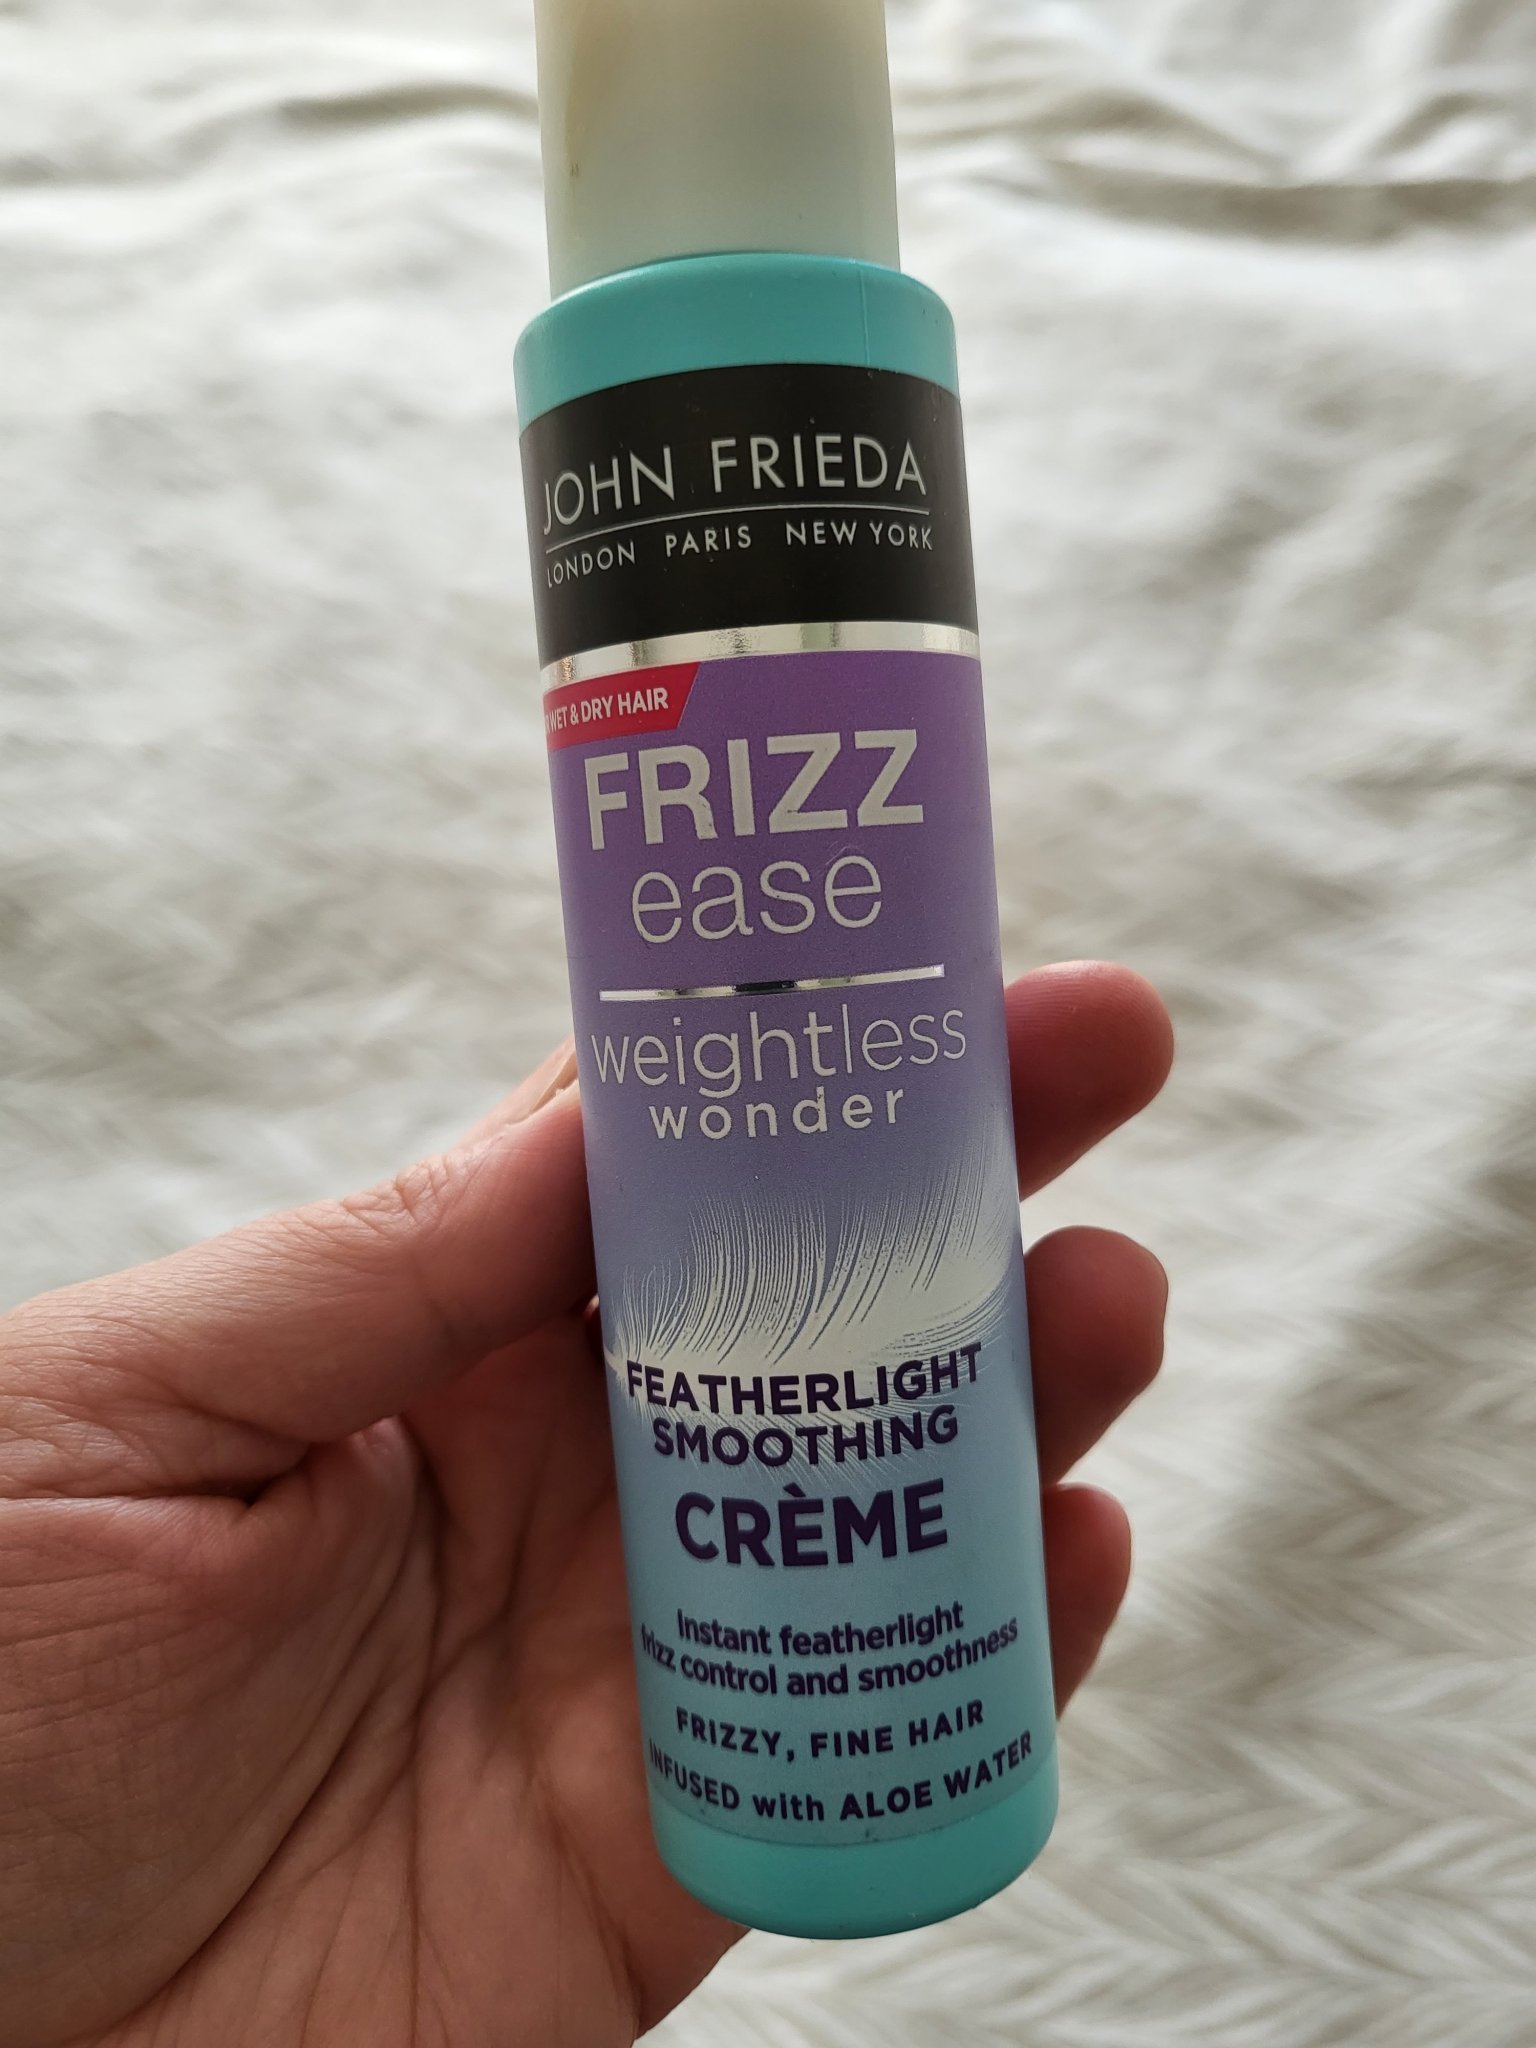 JOHN FRIEDA
LONDON PARIS NEW YORK
WET & DRY HAIR
FRIZZ
ease
weightless
wonder
FEATHERLIGHT
SMOOTHING
CRÈME
Instant featherlight
frizz control and smoothness
FRIZZY, FINE HAIR
INFUSED with ALOE WATER